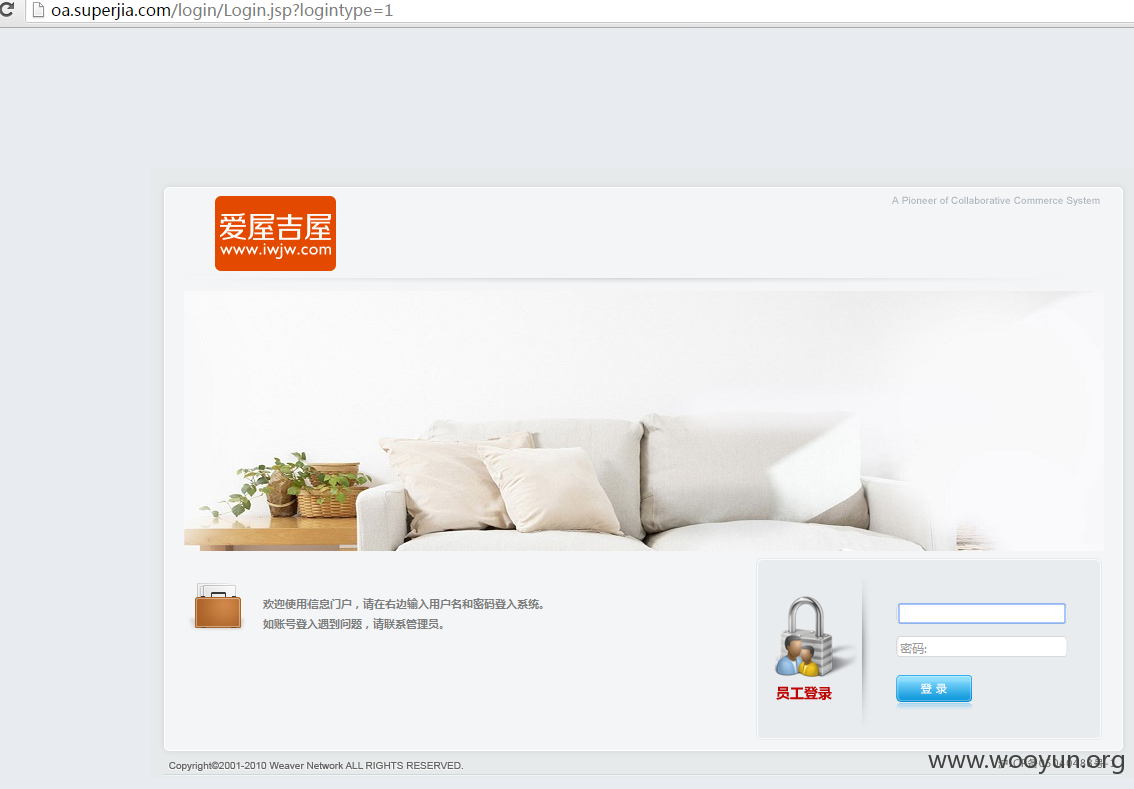 oa.superjia.com/login/Login.jsp?logintype=1
爱屋吉屋
www.iwjw.com
A Pioneer of Collaborative Commerce System
欢迎使用信息门户，请在右边输入用户名和密码登入系统。
如账号登入遇到问题，请联系管理员。
密码:
员工登录
登 录
Copyright©2001-2010 Weaver Network ALL RIGHTS RESERVED.
www.wooyun.org